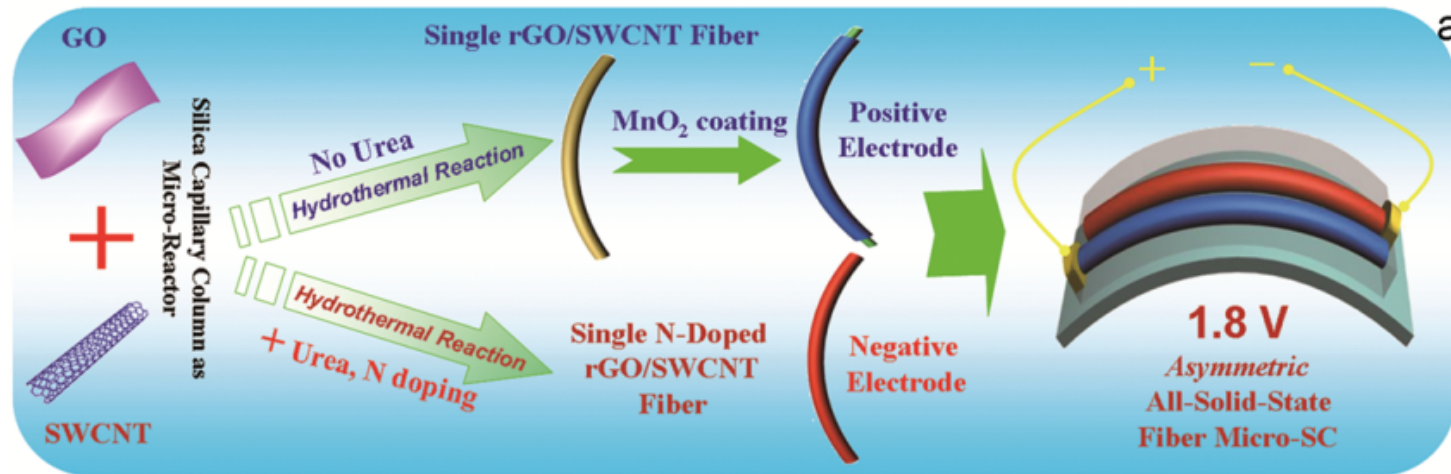 GO
SWCNT
Silica Capillary Column as
Micro-Reactor
No Urea
Hydrothermal Reaction
Hydrothermal Reaction
+ Urea, N doping
Single rGO/SWCNT Fiber
MnO₂ coating
Positive
Electrode
Single N-Doped
rGO/SWCNT
Fiber
Negative
Electrode
a
+ −
1.8 V
Asymmetric
All-Solid-State
Fiber Micro-SC